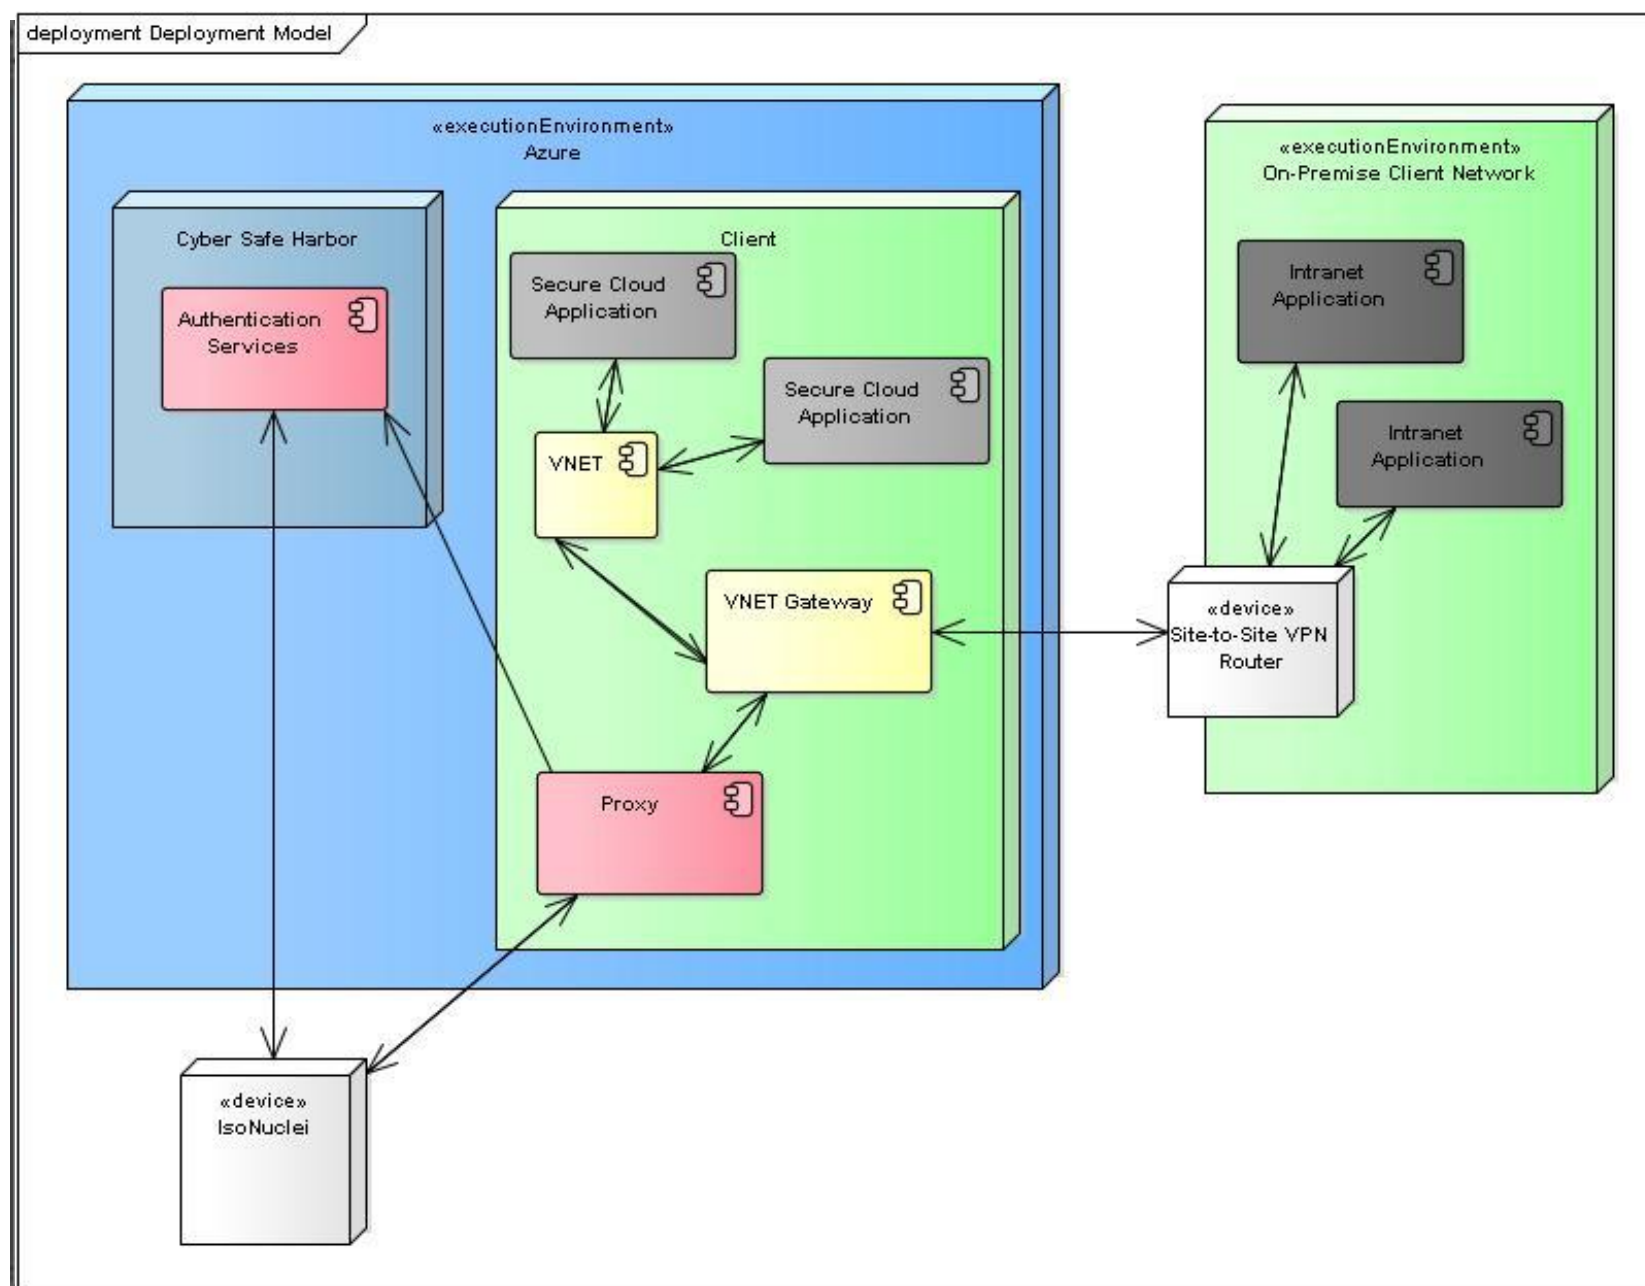 deployment Deployment Model
«executionEnvironment»
Azure
«executionEnvironment»
On-Premise Client Network
Cyber Safe Harbor
Client
Authentication
Services
Secure Cloud
Application
Secure Cloud
Application
VNET
VNET Gateway
Proxy
Intranet
Application
Intranet
Application
«device»
Site-to-Site VPN
Router
«device»
IsoNuclei